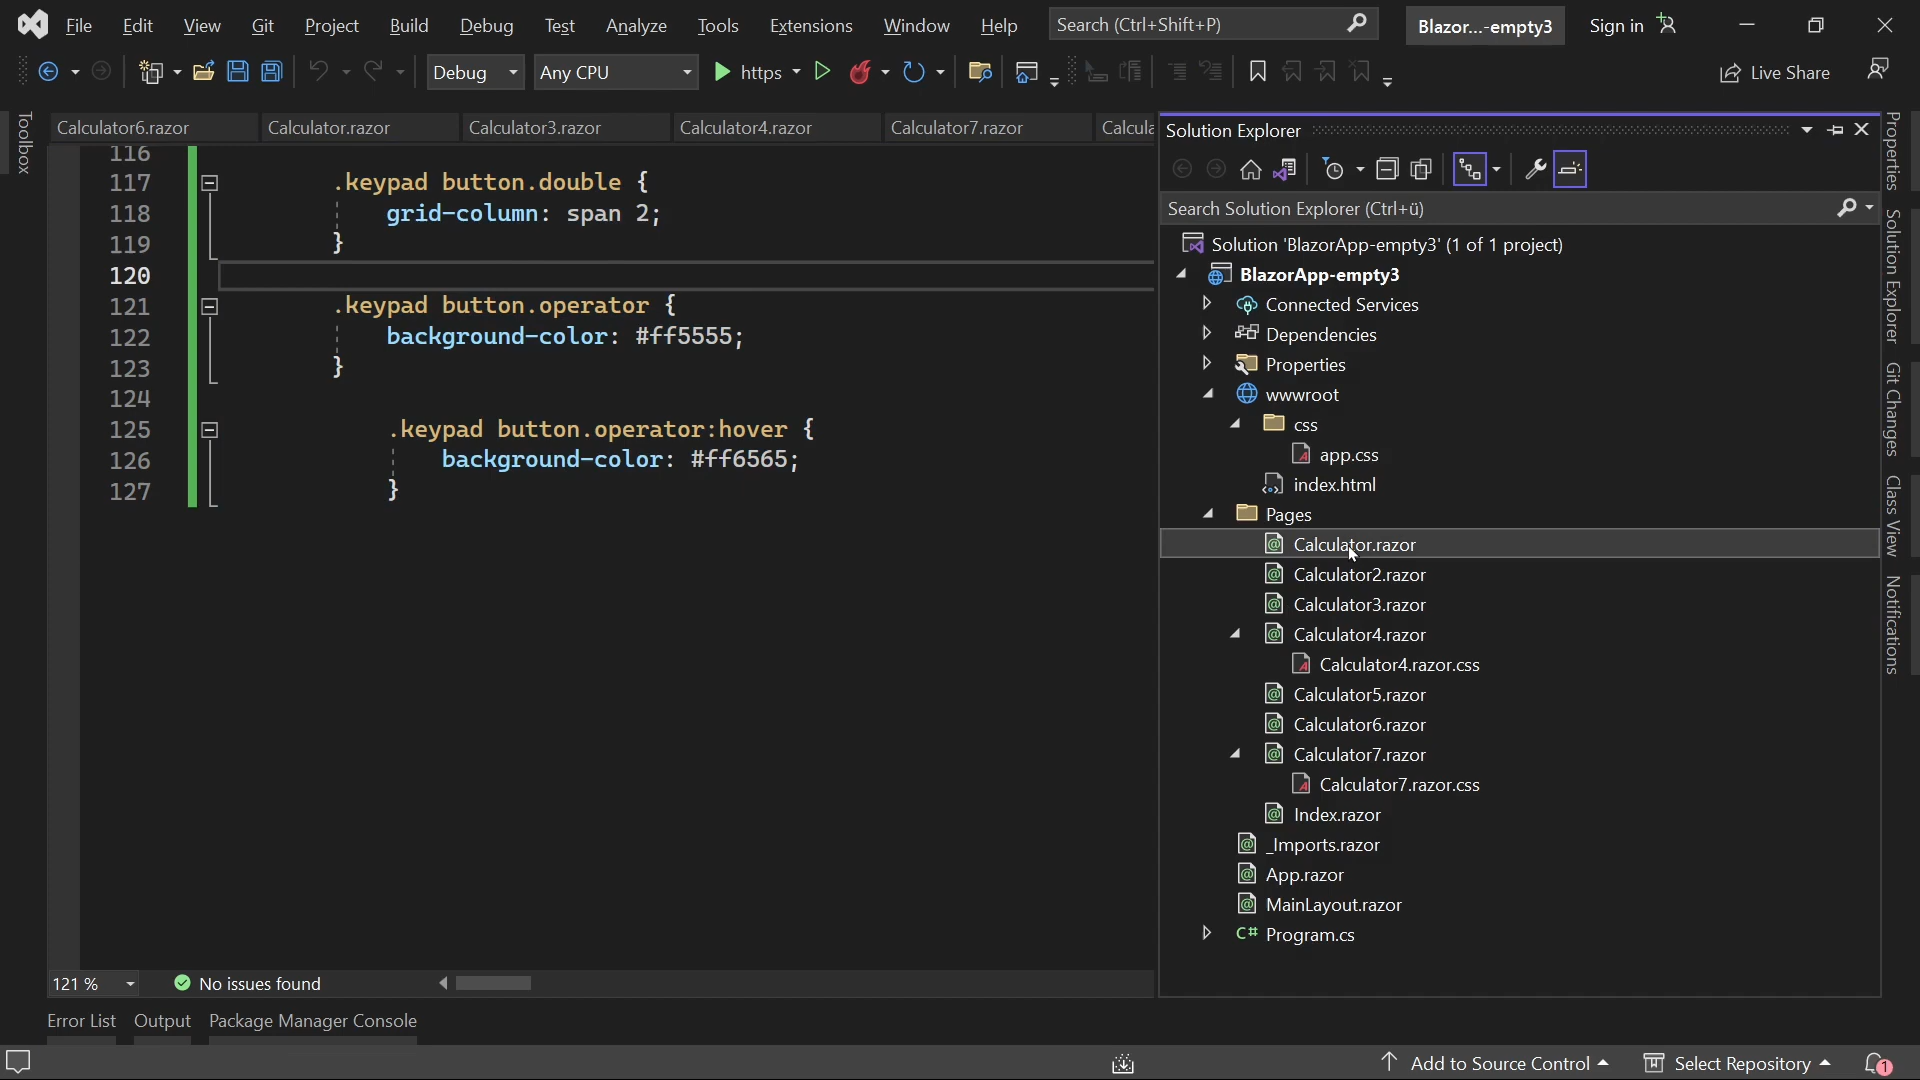 File Edit View Git Project Build Debug Test Analyze Tools Extensions Window Help Search (Ctrl+Shift+P) Blazor...-empty3 Sign in
Debug Any CPU https Live Share
Toolbox
Calculator6.razor Calculator.razor Calculator3.razor Calculator4.razor Calculator7.razor Calcula
116
117 .keypad button.double {
118 grid-column: span 2;
119 }
120
121 .keypad button.operator {
122 background-color: #ff5555;
123 }
124
125 .keypad button.operator:hover {
126 background-color: #ff6565;
127 }
121 % No issues found
Solution Explorer
Search Solution Explorer (Ctrl+ü)
Solution 'BlazorApp-empty3' (1 of 1 project)
BlazorApp-empty3
Connected Services
Dependencies
Properties
wwwroot
css
app.css
index.html
Pages
Calculator.razor
Calculator2.razor
Calculator3.razor
Calculator4.razor
Calculator4.razor.css
Calculator5.razor
Calculator6.razor
Calculator7.razor
Calculator7.razor.css
Index.razor
_Imports.razor
App.razor
MainLayout.razor
C# Program.cs
Properties
Solution Explorer
Git Changes
Class View
Notifications
Error List Output Package Manager Console
Add to Source Control Select Repository 1